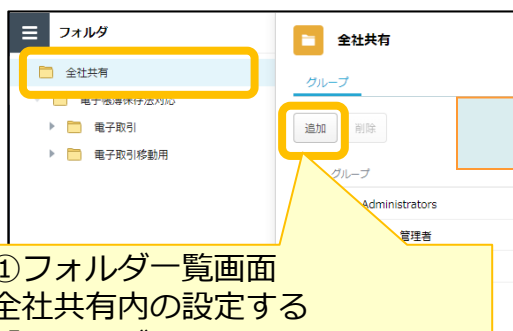 フォルダ
全社共有
電子帳簿保存法対応
電子取引
電子取引移動用
全社共有
グループ
追加
削除
グループ
Administrators
管理者
①フォルダ一覧画面
全社共有内の設定する